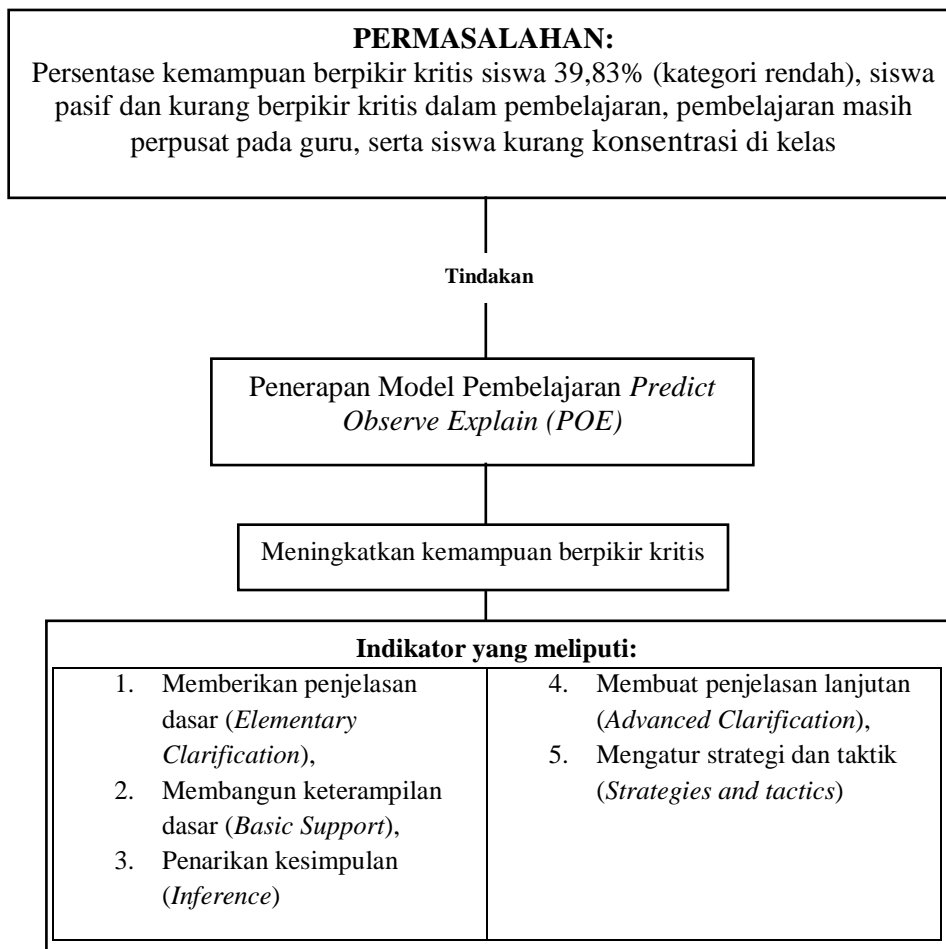 PERMASALAHAN:
Persentase kemampuan berpikir kritis siswa 39,83% (kategori rendah), siswa
pasif dan kurang berpikir kritis dalam pembelajaran, pembelajaran masih
perpusat pada guru, serta siswa kurang konsentrasi di kelas
Tindakan
Penerapan Model Pembelajaran Predict
Observe Explain (POE)
Meningkatkan kemampuan berpikir kritis
Indikator yang meliputi:
1. Memberikan penjelasan
dasar (Elementary
Clarification),
2. Membangun keterampilan
dasar (Basic Support),
3. Penarikan kesimpulan
(Inference)
4. Membuat penjelasan lanjutan
(Advanced Clarification),
5. Mengatur strategi dan taktik
(Strategies and tactics)